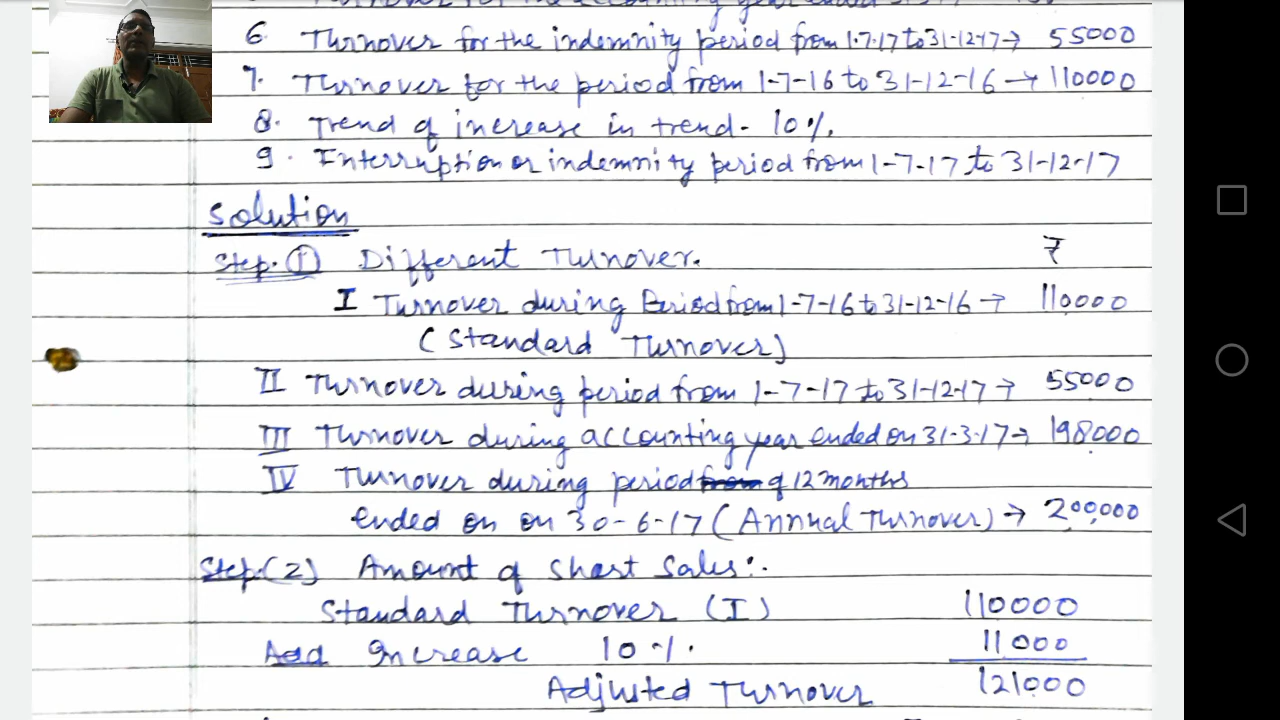 6. Turnover for the indemnity period from 1.7.17 to 31-12-17 → 55000
7. Turnover for the period from 1-7-16 to 31-12-16 → 110000
8. Trend of increase in trend - 10%.
9. Interruption or indemnity period from 1-7-17 to 31-12-17
Solution
Step. ① Different Turnover. ₹
I Turnover during Period from 1-7-16 to 31-12-16 → 110000
(Standard Turnover)
II Turnover during period from 1-7-17 to 31-12-17 → 55000
III Turnover during accounting year ended on 31-3-17 → 198000
IV Turnover during period of 12 months
ended on on 30-6-17 (Annual Turnover) → 200,000
Step.(2) Amount of Short Sales:.
Standard Turnover (I) 110000
Add Increase 10%. 11000
Adjusted Turnover 121000